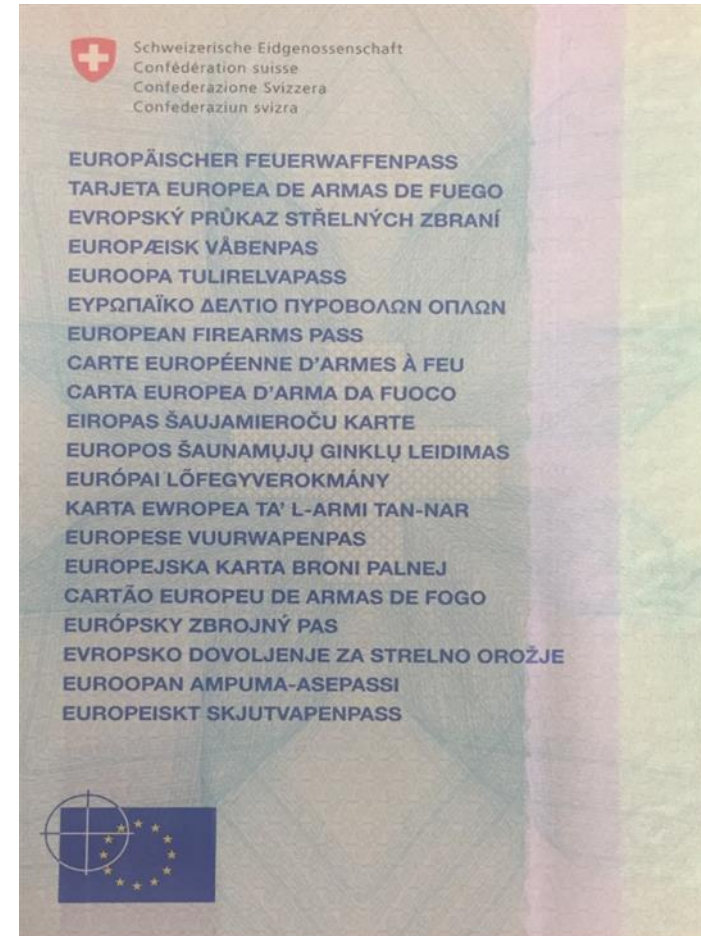 Schweizerische Eidgenossenschaft
Confédération suisse
Confederazione Svizzera
Confederaziun svizra
EUROPÄISCHER FEUERWAFFENPASS
TARJETA EUROPEA DE ARMAS DE FUEGO
EVROPSKÝ PRŮKAZ STŘELNÝCH ZBRANÍ
EUROPÆISK VÅBENPAS
EUROOPA TULIRELVAPASS
ΕΥΡΩΠΑΪΚΟ ΔΕΛΤΙΟ ΠΥΡΟΒΟΛΩΝ ΟΠΛΩΝ
EUROPEAN FIREARMS PASS
CARTE EUROPÉENNE D'ARMES À FEU
CARTA EUROPEA D'ARMA DA FUOCO
EIROPAS ŠAUJAMIEROČU KARTE
EUROPOS ŠAUNAMŲJŲ GINKLŲ LEIDIMAS
EURÓPAI LŐFEGYVEROKMÁNY
KARTA EWROPEA TA' L-ARMI TAN-NAR
EUROPESE VUURWAPENPAS
EUROPEJSKA KARTA BRONI PALNEJ
CARTÃO EUROPEU DE ARMAS DE FOGO
EURÓPSKY ZBROJNÝ PAS
EVROPSKO DOVOLJENJE ZA STRELNO OROŽJE
EUROOPAN AMPUMA-ASEPASSI
EUROPEISKT SKJUTVAPENPASS